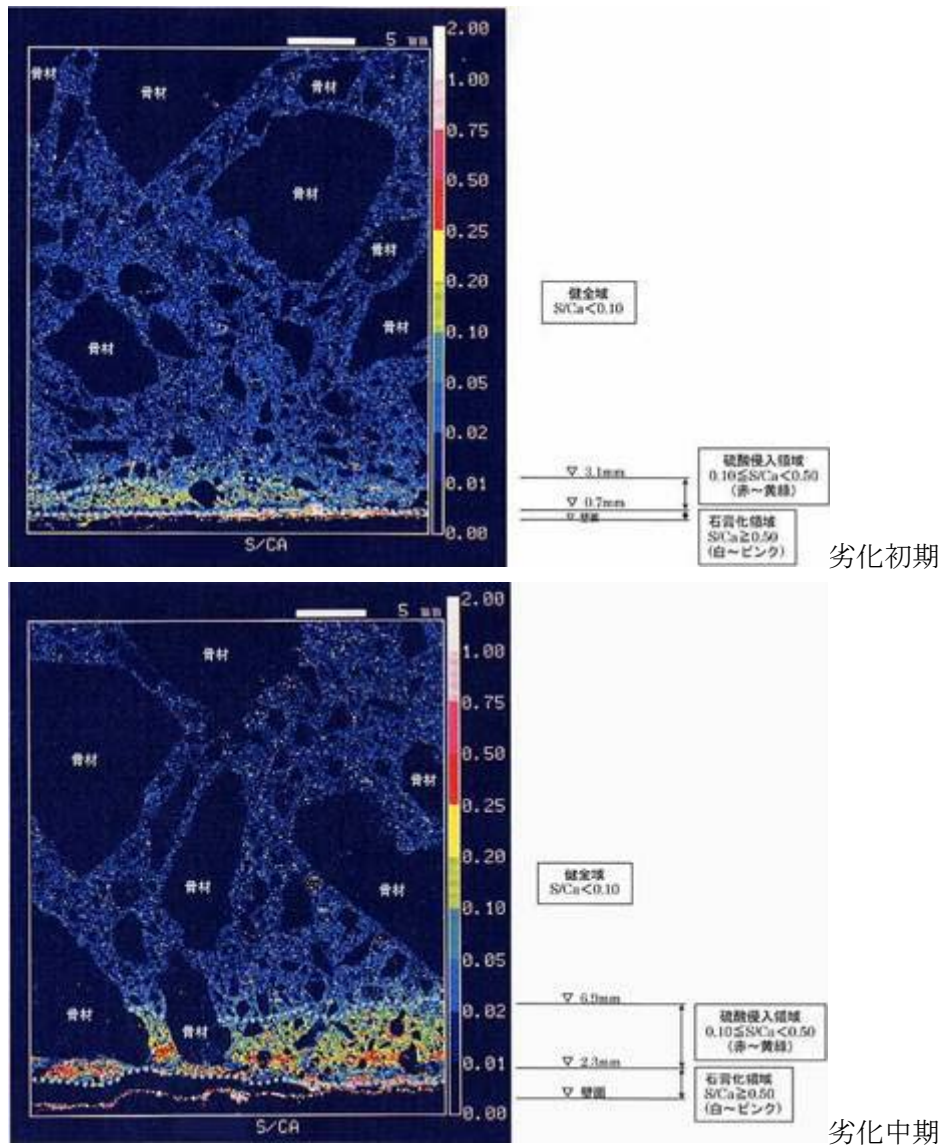 5 mm
2.00
骨材
骨材
骨材
1.00
0.75
0.50
骨材
0.25
骨材
0.20
健全域
S/Ca<0.10
骨材
0.10
骨材
0.05
0.02
▽ 3.1mm
硫酸侵入領域
0.10≦S/Ca<0.50
(赤～黄緑)
0.01
▽ 0.7mm
▽ 壁面
石膏化領域
S/Ca≧0.50
(白～ピンク)
0.00
S/CA
劣化初期
5 mm
2.00
骨材
1.00
骨材
骨材
0.75
0.50
0.25
0.20
骨材
骨材
健全域
S/Ca<0.10
0.10
0.05
▽ 6.9mm
0.02
骨材
骨材
硫酸侵入領域
0.10≦S/Ca<0.50
(赤～黄緑)
0.01
▽ 2.3mm
▽ 壁面
石膏化領域
S/Ca≧0.50
(白～ピンク)
0.00
S/CA
劣化中期